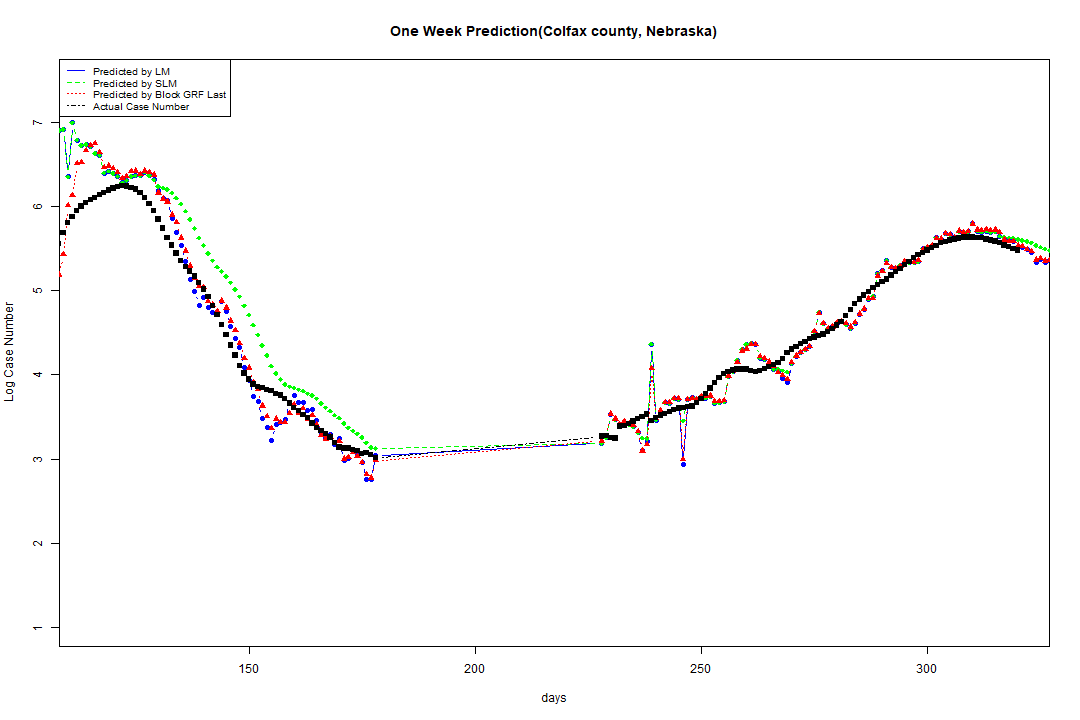 One Week Prediction(Colfax county, Nebraska)
Predicted by LM
Predicted by SLM
Predicted by Block GRF Last
Actual Case Number
Log Case Number
7
6
5
4
3
2
1
150 200 250 300
days